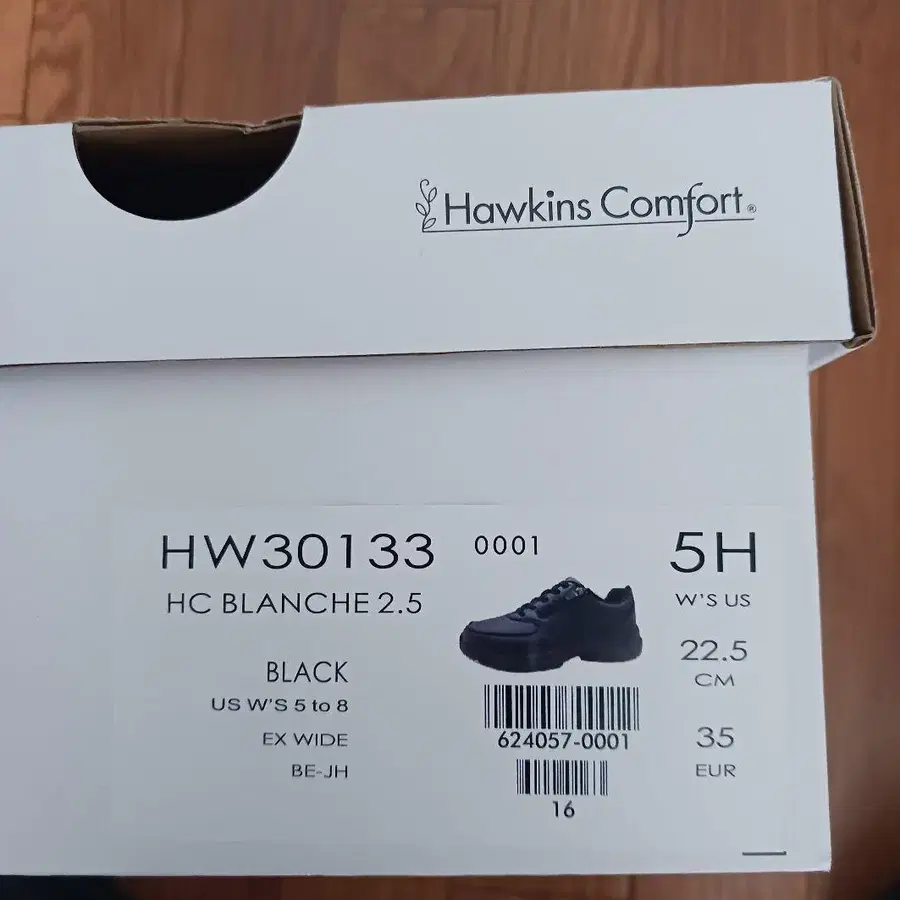 Hawkins Comfort®
HW30133 0001 5H
HC BLANCHE 2.5 W'S US
BLACK 22.5
CM
US W'S 5 to 8
EX WIDE 624057-0001 35
BE-JH EUR
16